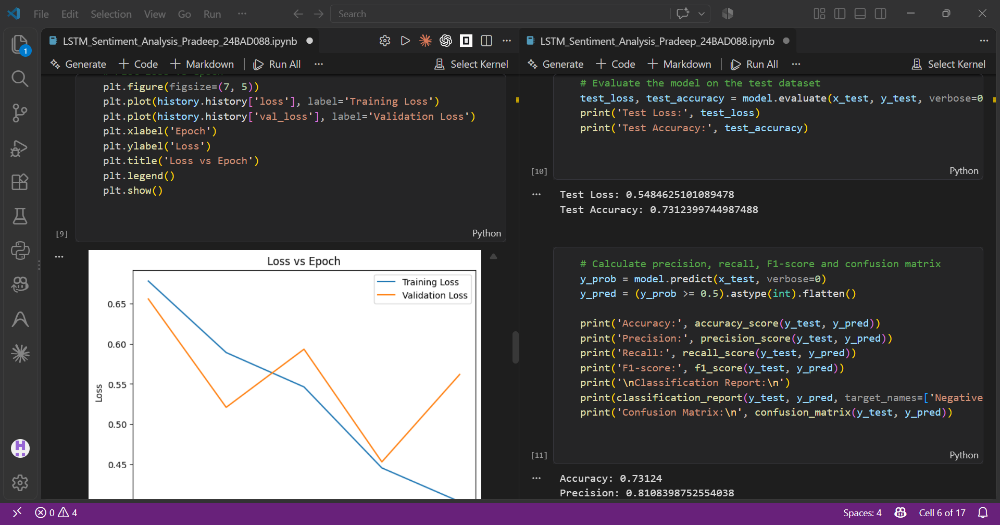 File Edit Selection View Go Run ···
Search
LSTM_Sentiment_Analysis_Pradeep_24BAD088.ipynb
Generate + Code + Markdown Run All ··· Select Kernel
plt.figure(figsize=(7, 5))
plt.plot(history.history['loss'], label='Training Loss')
plt.plot(history.history['val_loss'], label='Validation Loss')
plt.xlabel('Epoch')
plt.ylabel('Loss')
plt.title('Loss vs Epoch')
plt.legend()
plt.show()
[9]
Python
Loss vs Epoch
Training Loss
Validation Loss
0.65
0.60
0.55
0.50
0.45
Loss
LSTM_Sentiment_Analysis_Pradeep_24BAD088.ipynb
Generate + Code + Markdown Run All ··· Select Kernel
# Evaluate the model on the test dataset
test_loss, test_accuracy = model.evaluate(x_test, y_test, verbose=0
print('Test Loss:', test_loss)
print('Test Accuracy:', test_accuracy)
[10]
Python
Test Loss: 0.5484625101089478
Test Accuracy: 0.7312399744987488
# Calculate precision, recall, F1-score and confusion matrix
y_prob = model.predict(x_test, verbose=0)
y_pred = (y_prob >= 0.5).astype(int).flatten()
print('Accuracy:', accuracy_score(y_test, y_pred))
print('Precision:', precision_score(y_test, y_pred))
print('Recall:', recall_score(y_test, y_pred))
print('F1-score:', f1_score(y_test, y_pred))
print('\nClassification Report:\n')
print(classification_report(y_test, y_pred, target_names=['Negative
print('Confusion Matrix:\n', confusion_matrix(y_test, y_pred))
[11]
Python
Accuracy: 0.73124
Precision: 0.8108398752554038
1
0 4
Spaces: 4
Cell 6 of 17